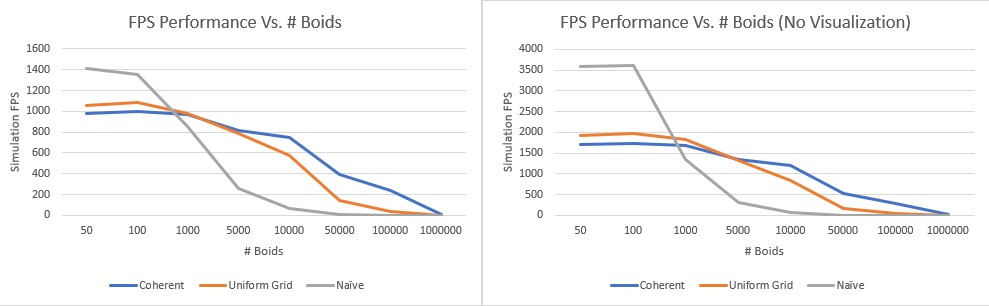 FPS Performance Vs. # Boids
1600
1400
1200
1000
800
600
400
200
0
Simulation FPS
50 100 1000 5000 10000 50000 100000 1000000
# Boids
Coherent Uniform Grid Naïve
FPS Performance Vs. # Boids (No Visualization)
4000
3500
3000
2500
2000
1500
1000
500
0
Simulation FPS
50 100 1000 5000 10000 50000 100000 1000000
# Boids
Coherent Uniform Grid Naïve